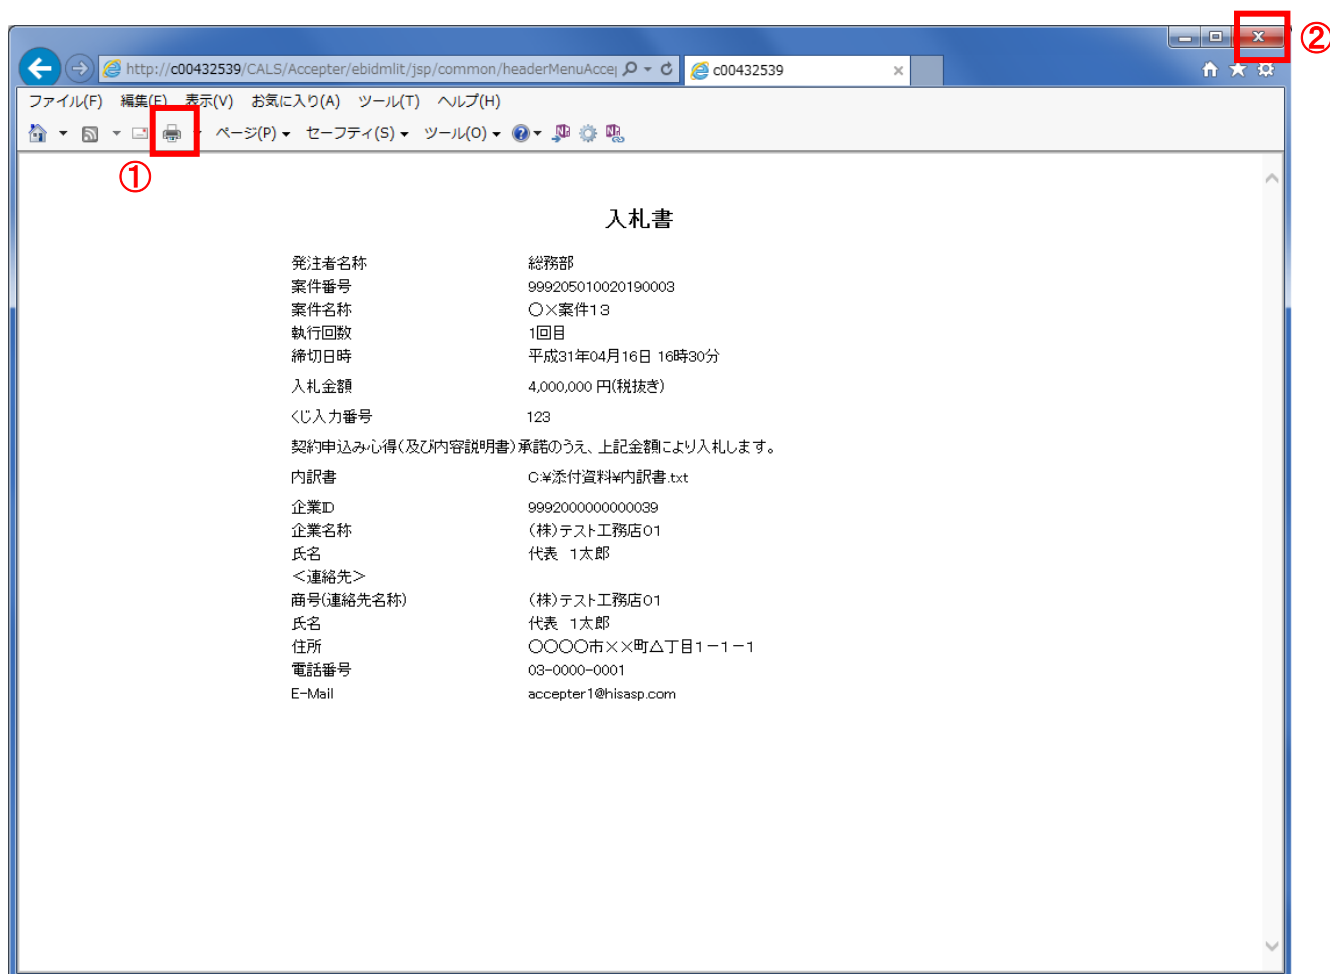 ②
http://c00432539/CALS/Accepter/ebidmlit/jsp/common/headerMenuAccep
c00432539
ファイル(F) 編集(E) 表示(V) お気に入り(A) ツール(T) ヘルプ(H)
ページ(P) セーフティ(S) ツール(O)
①
入札書
発注者名称 総務部
案件番号 999205010020190003
案件名称 ○×案件13
執行回数 1回目
締切日時 平成31年04月16日 16時30分
入札金額 4,000,000 円(税抜き)
くじ入力番号 123
契約申込み心得(及び内容説明書)承諾のうえ、上記金額により入札します。
内訳書 C:¥添付資料¥内訳書.txt
企業ID 9992000000000039
企業名称 (株)テスト工務店01
氏名 代表 1太郎
<連絡先>
商号(連絡先名称) (株)テスト工務店01
氏名 代表 1太郎
住所 ○○○○市××町△丁目1-1-1
電話番号 03-0000-0001
E-Mail accepter1@hisasp.com